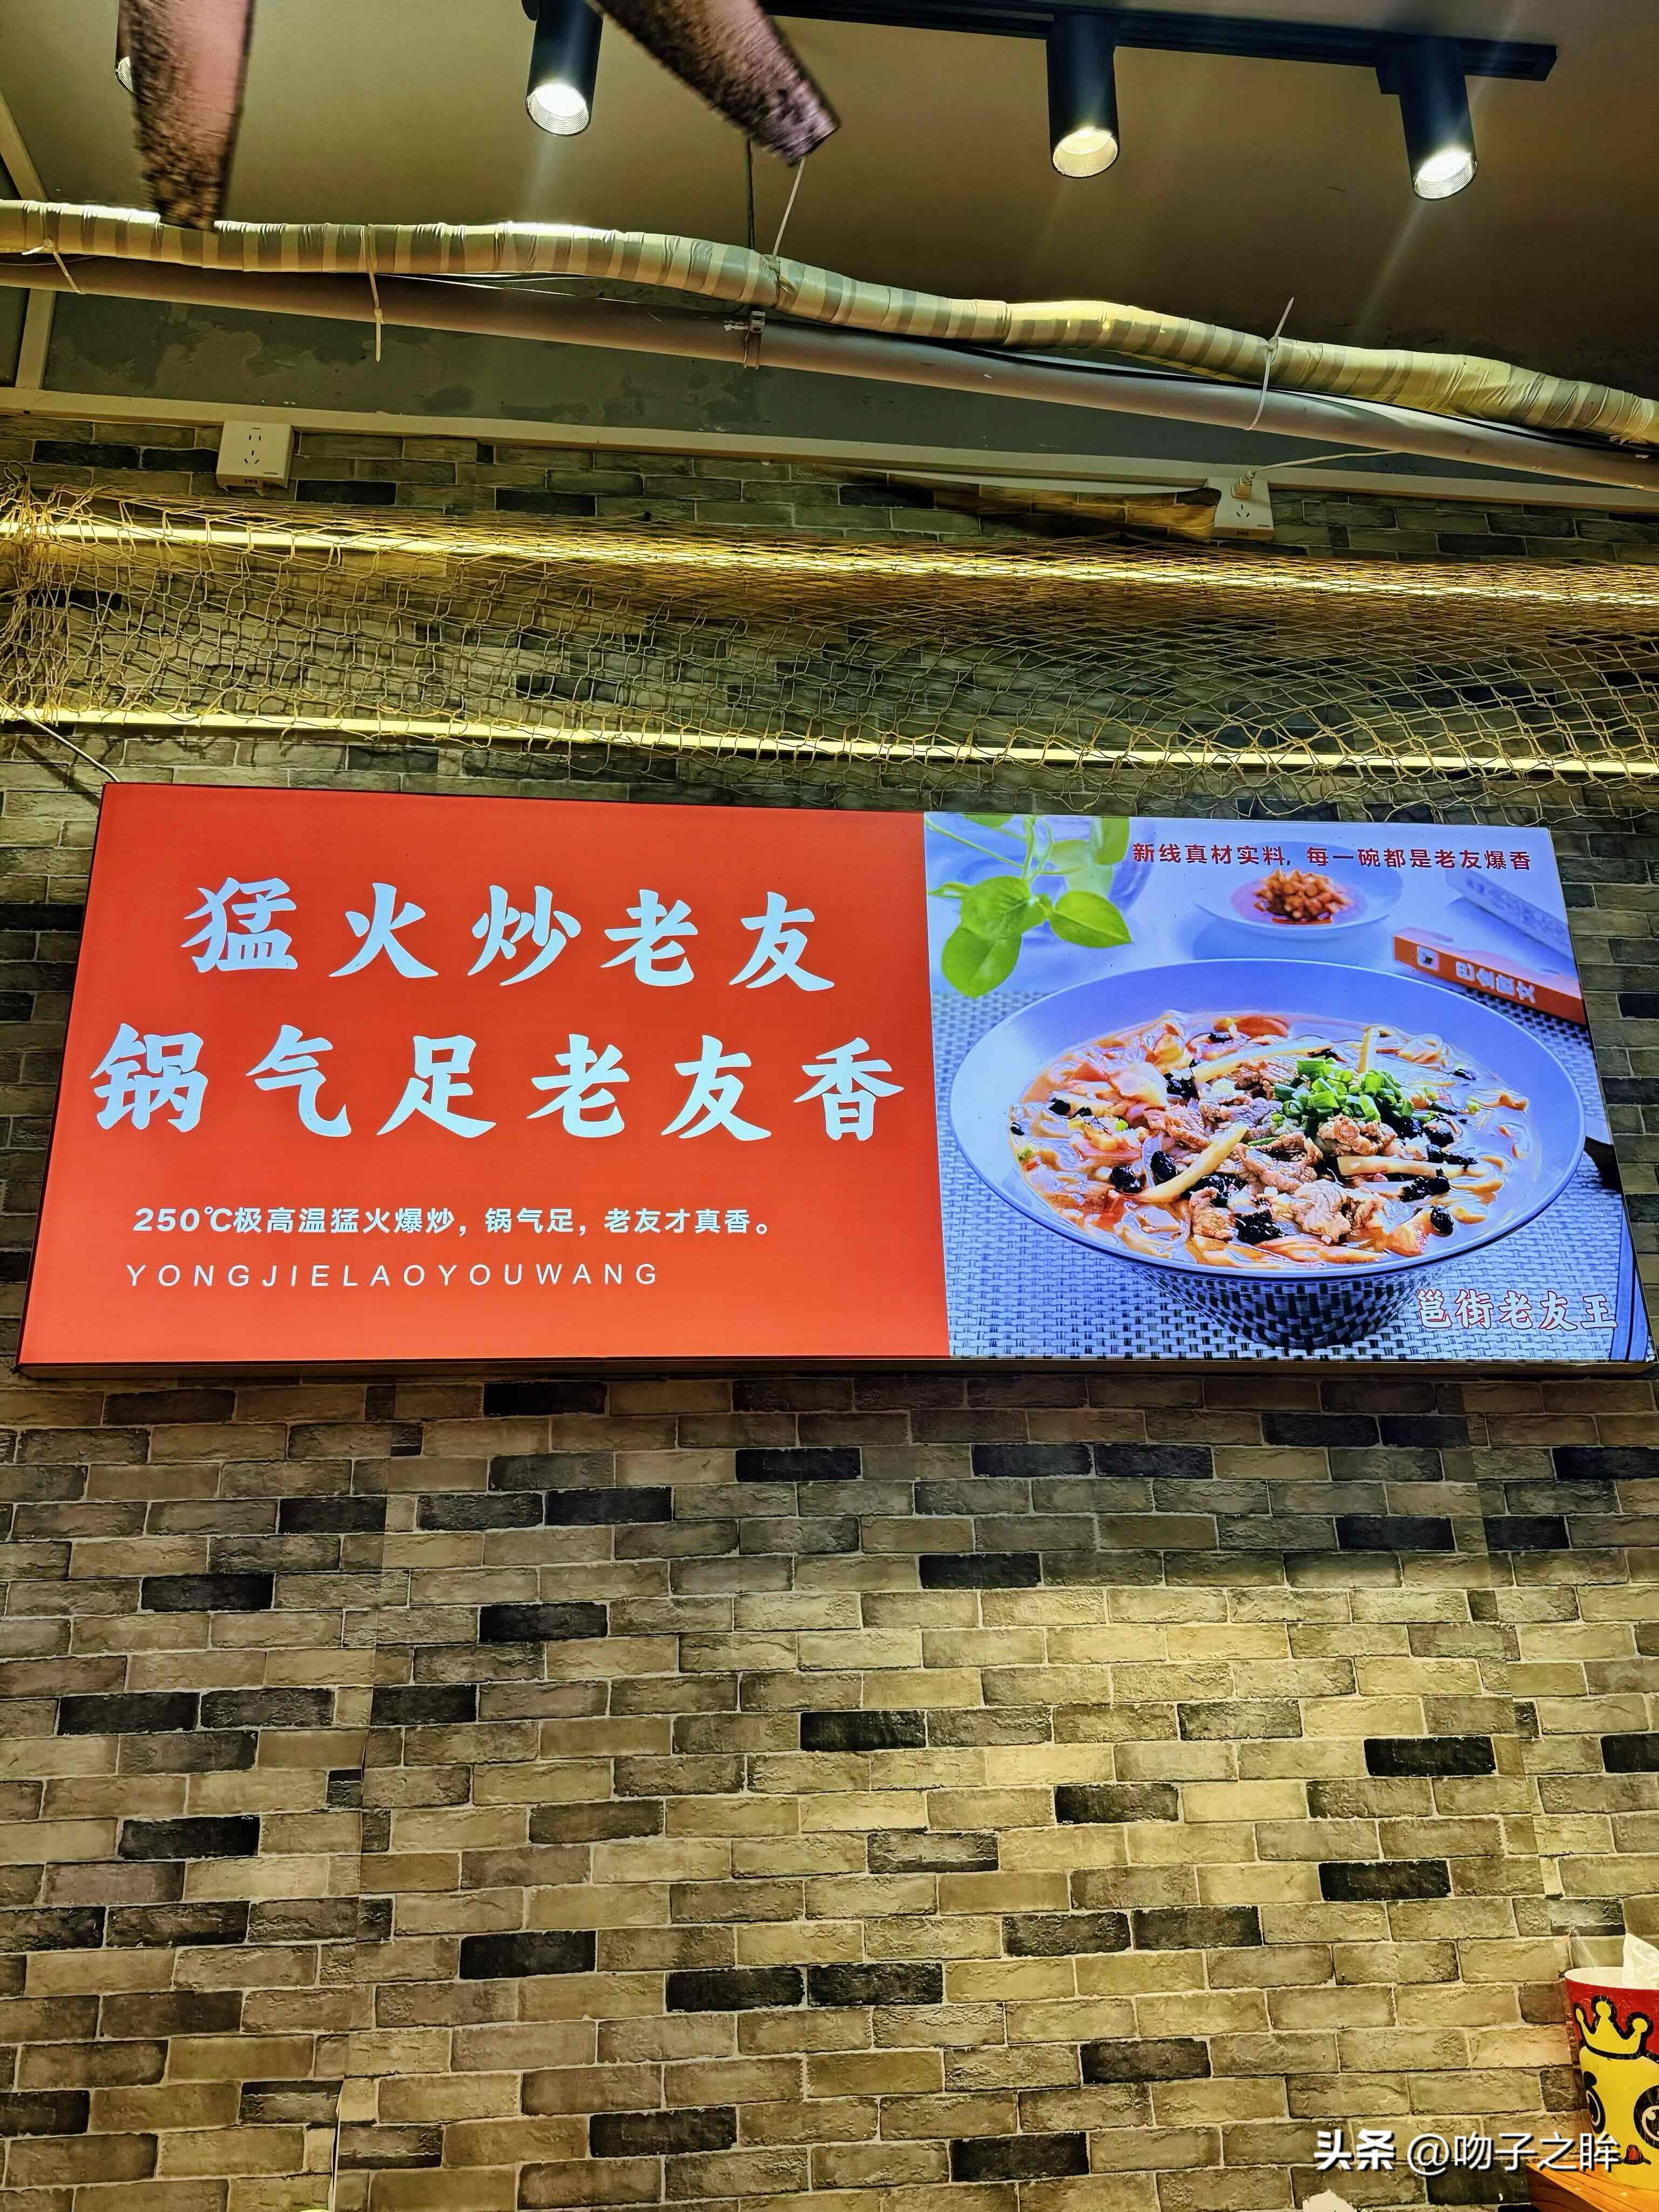 猛火炒老友
锅气足老友香
250℃极高温猛火爆炒，锅气足，老友才真香。
YONGJIELAOYOUWANG
新线真材实料，每一碗都是老友爆香
邕街老友王
头条 @吻子之眸